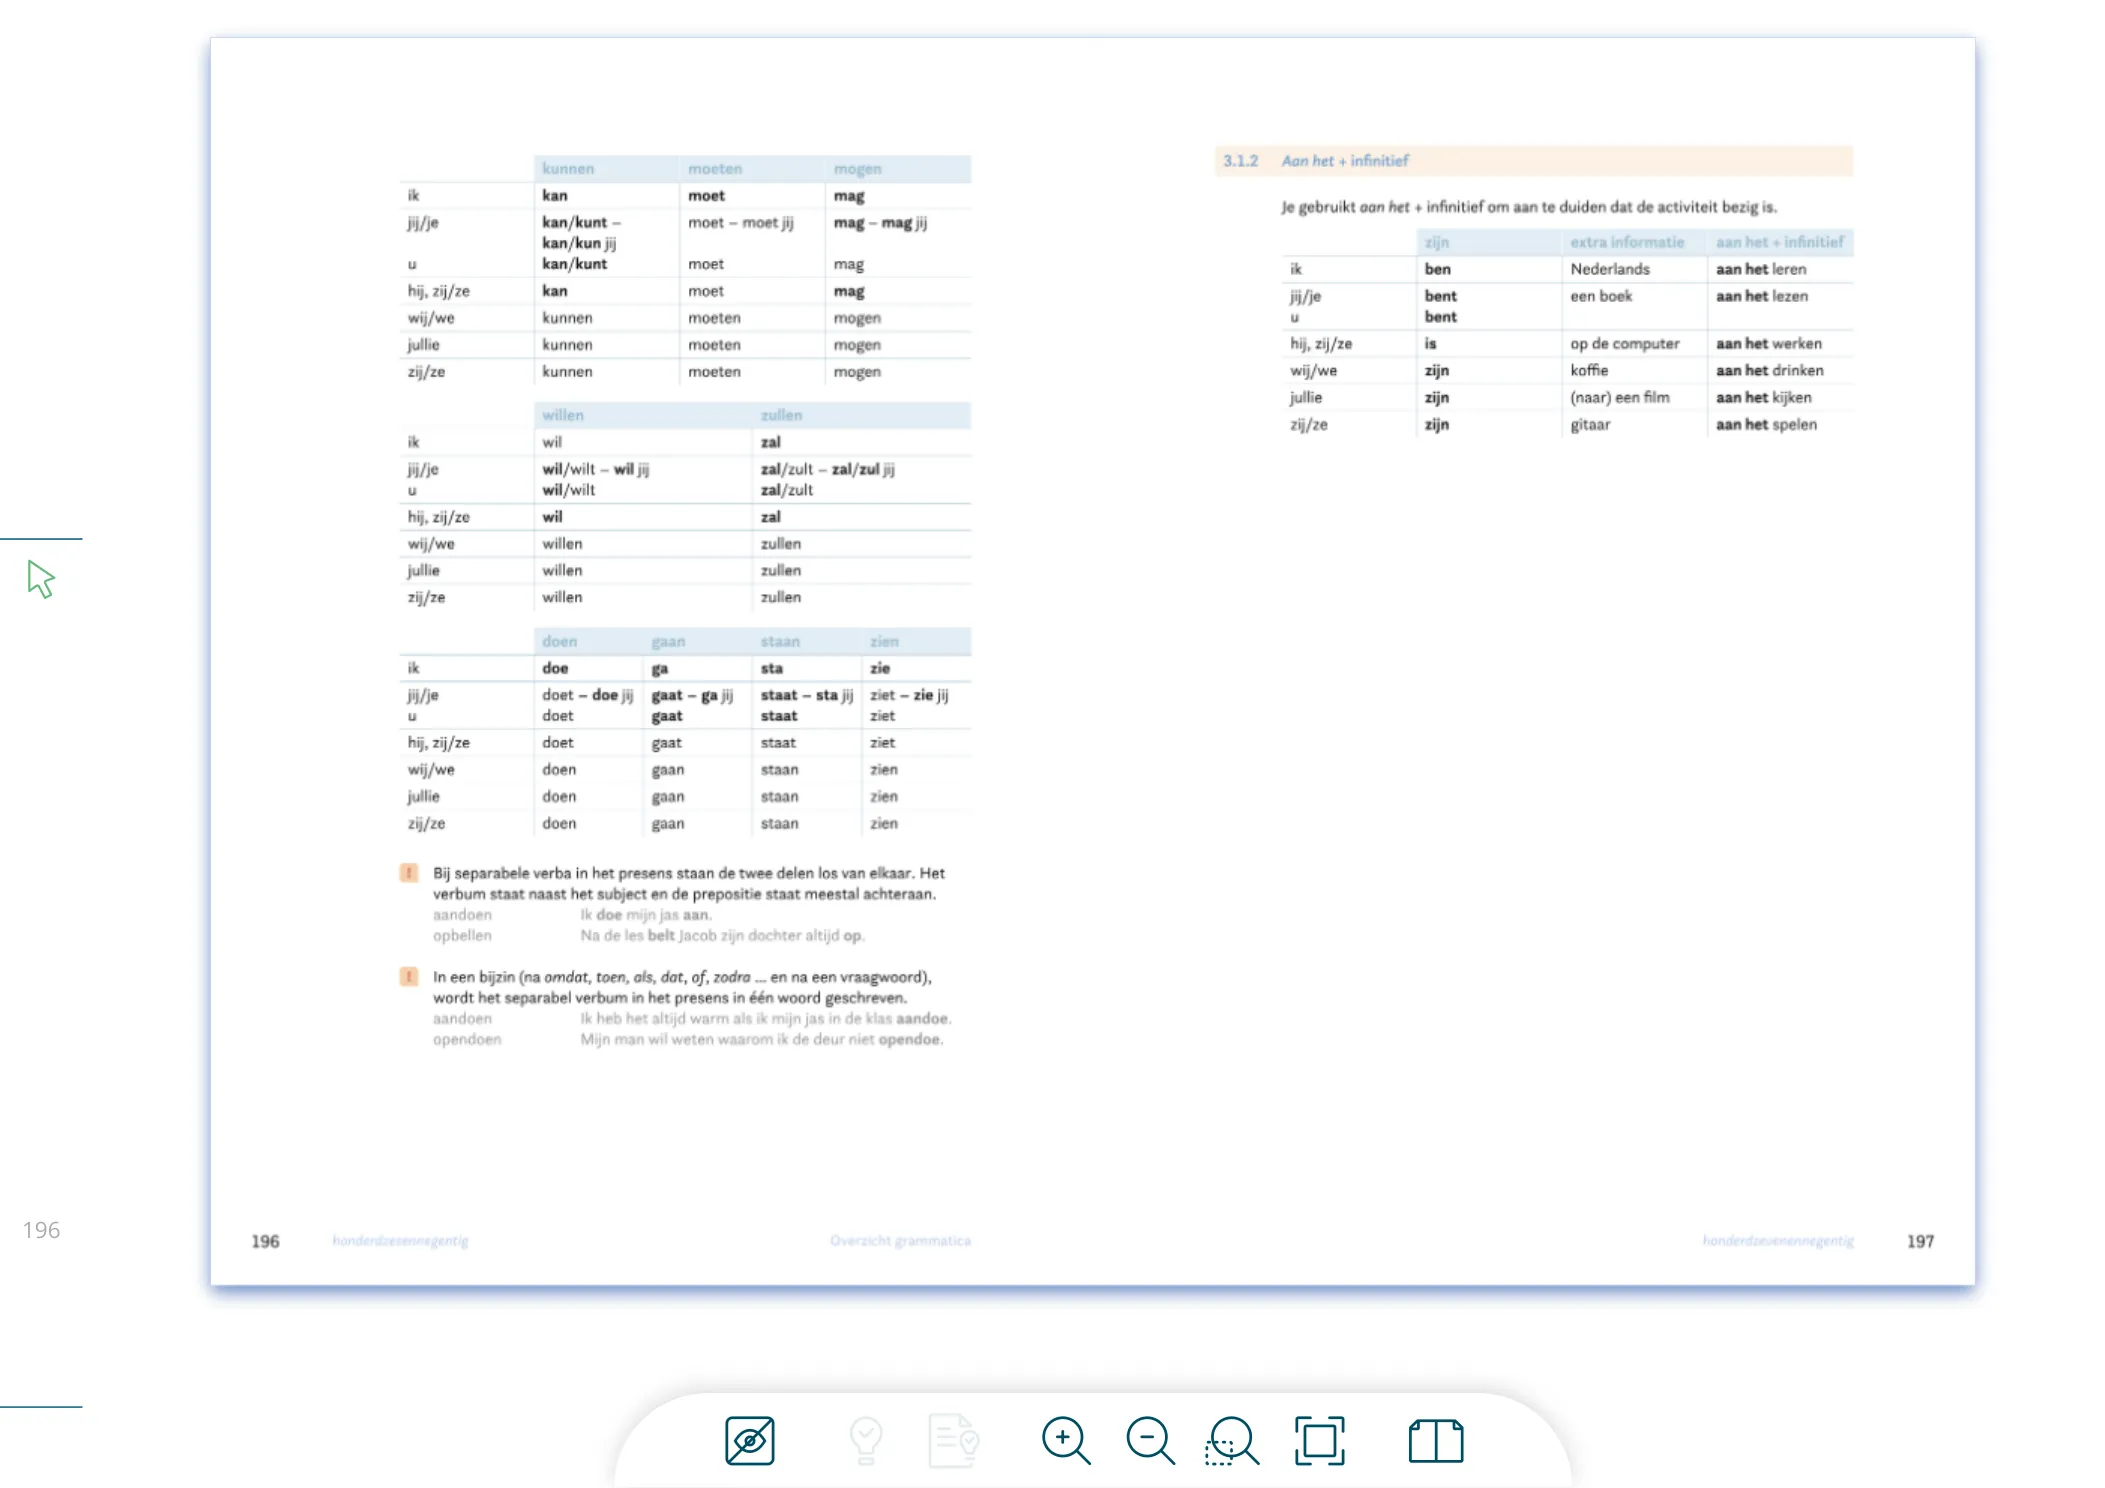 kunnen moeten mogen
ik kan moet mag
jij/je kan/kunt – moet – moet jij mag – mag jij
kan/kun jij
u kan/kunt moet mag
hij, zij/ze kan moet mag
wij/we kunnen moeten mogen
jullie kunnen moeten mogen
zij/ze kunnen moeten mogen
willen zullen
ik wil zal
jij/je wil/wilt – wil jij zal/zult – zal/zul jij
u wil/wilt zal/zult
hij, zij/ze wil zal
wij/we willen zullen
jullie willen zullen
zij/ze willen zullen
doen gaan staan zien
ik doe ga sta zie
jij/je doet – doe jij gaat – ga jij staat – sta jij ziet – zie jij
u doet gaat staat ziet
hij, zij/ze doet gaat staat ziet
wij/we doen gaan staan zien
jullie doen gaan staan zien
zij/ze doen gaan staan zien
! Bij separabele verba in het presens staan de twee delen los van elkaar. Het
verbum staat naast het subject en de prepositie staat meestal achteraan.
aandoen Ik doe mijn jas aan.
opbellen Na de les belt Jacob zijn dochter altijd op.
! In een bijzin (na omdat, toen, als, dat, of, zodra ... en na een vraagwoord),
wordt het separabel verbum in het presens in één woord geschreven.
aandoen Ik heb het altijd warm als ik mijn jas in de klas aandoe.
opendoen Mijn man wil weten waarom ik de deur niet opendoe.
196 honderdzesennegentig Overzicht grammatica
3.1.2 Aan het + infinitief
Je gebruikt aan het + infinitief om aan te duiden dat de activiteit bezig is.
zijn extra informatie aan het + infinitief
ik ben Nederlands aan het leren
jij/je bent een boek aan het lezen
u bent
hij, zij/ze is op de computer aan het werken
wij/we zijn koffie aan het drinken
jullie zijn (naar) een film aan het kijken
zij/ze zijn gitaar aan het spelen
honderdzevenennegentig 197
196